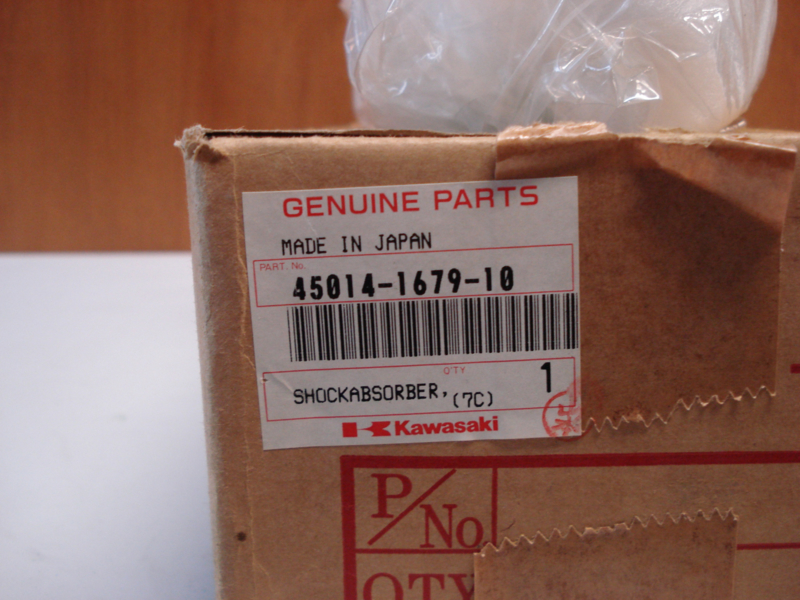 GENUINE PARTS
MADE IN JAPAN
PART. No.
45014-1679-10
Q'TY
1
SHOCKABSORBER, (7C)
Kawasaki
P/No
QTY